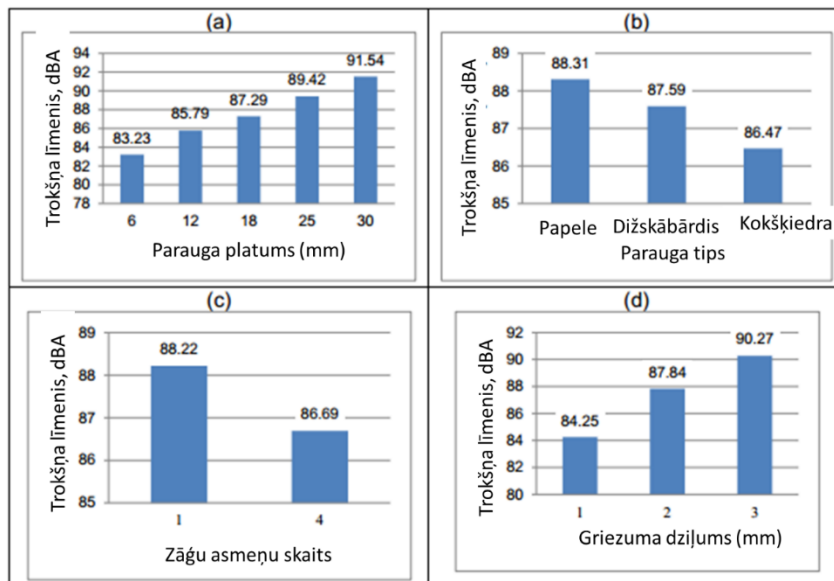 (a)
Trokšņa līmenis, dBA
94
92
90
88
86
84
82
80
78
83.23
85.79
87.29
89.42
91.54
6 12 18 25 30
Parauga platums (mm)
(b)
Trokšņa līmenis, dBA
89
88
87
86
85
88.31
87.59
86.47
Papele Dižskābārdis Kokšķiedra
Parauga tips
(c)
Trokšņa līmenis, dBA
89
88
87
86
85
88.22
86.69
1 4
Zāģu asmeņu skaits
(d)
Trokšņa līmenis, dBA
92
90
88
86
84
82
80
84.25
87.84
90.27
1 2 3
Griezuma dziļums (mm)